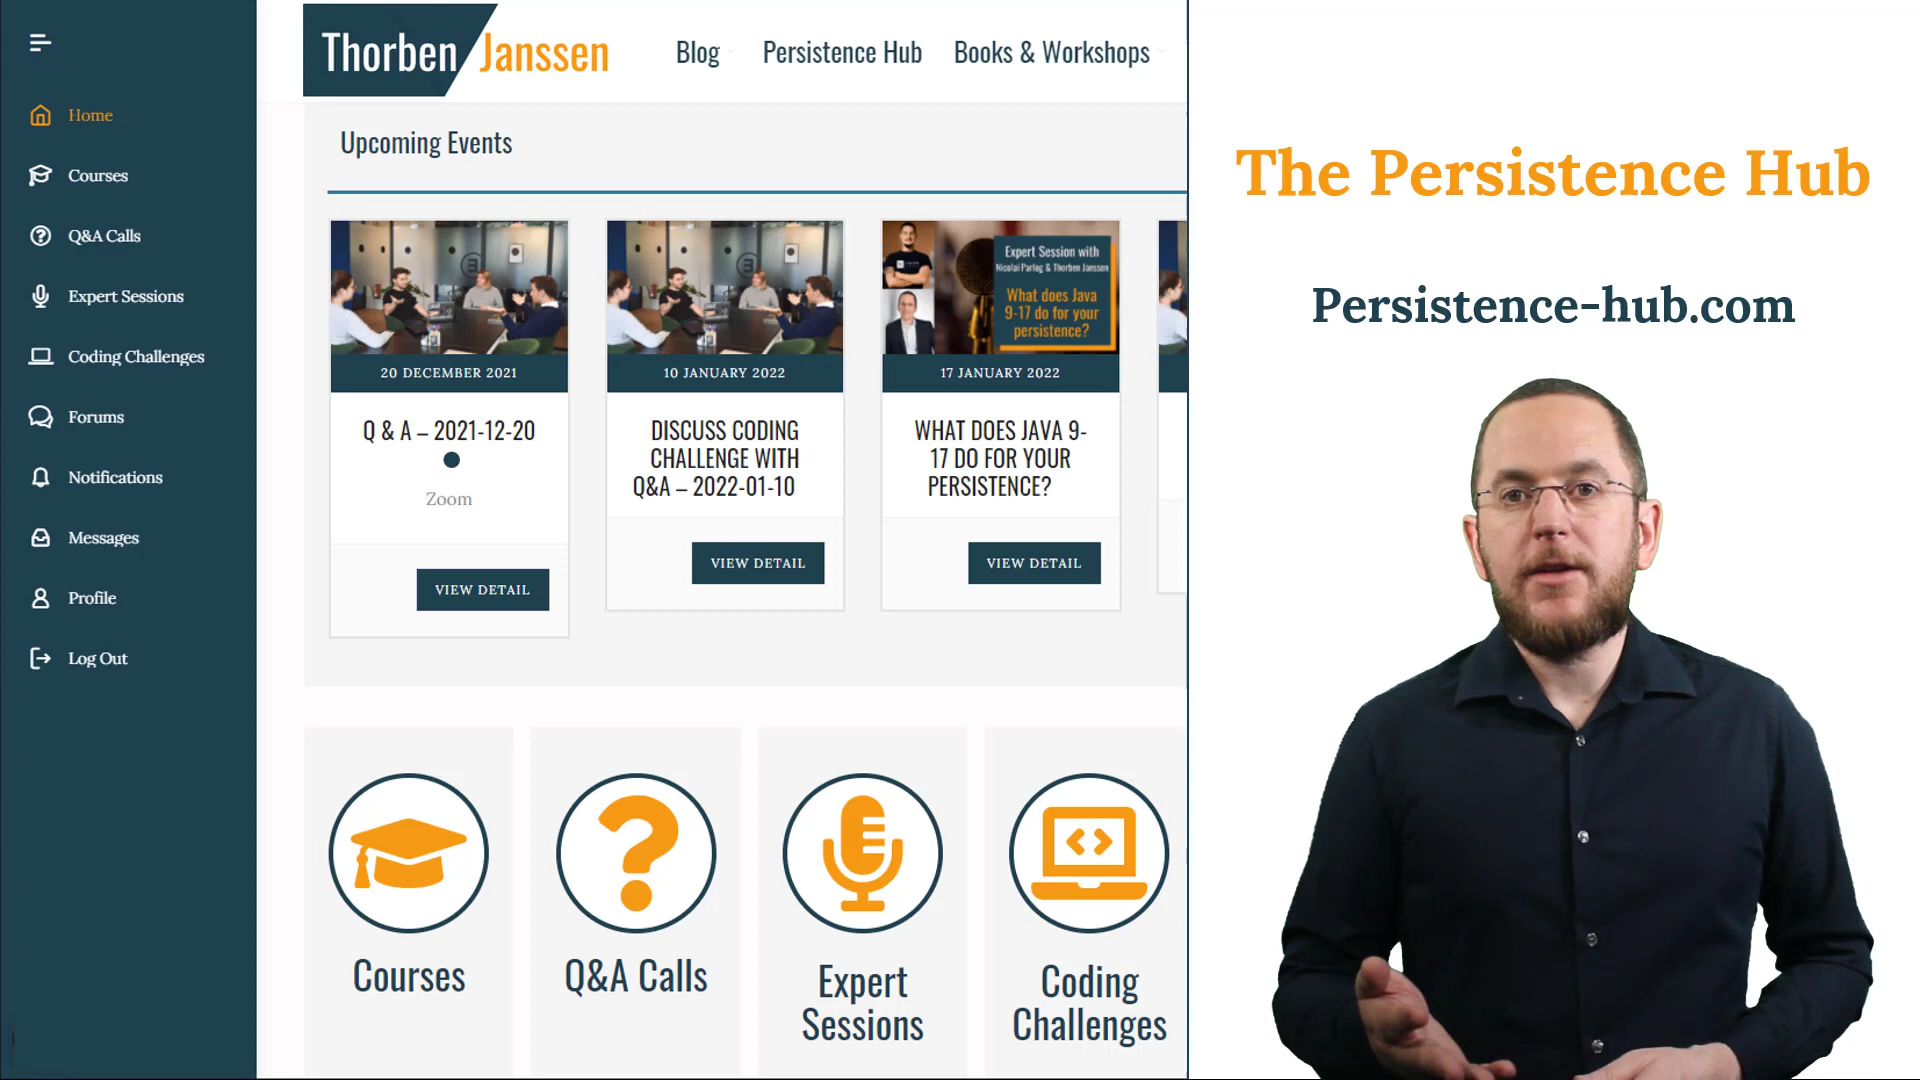 Thorben Janssen
Blog
Persistence Hub
Books & Workshops
Home
Courses
Q&A Calls
Expert Sessions
Coding Challenges
Forums
Notifications
Messages
Profile
Log Out
Upcoming Events
20 DECEMBER 2021
Q & A – 2021-12-20
Zoom
VIEW DETAIL
10 JANUARY 2022
DISCUSS CODING
CHALLENGE WITH
Q&A – 2022-01-10
VIEW DETAIL
Expert Session with
Nicolai Parlog & Thorben Janssen
What does Java
9-17 do for your
persistence?
17 JANUARY 2022
WHAT DOES JAVA 9-
17 DO FOR YOUR
PERSISTENCE?
VIEW DETAIL
Courses
Q&A Calls
Expert
Sessions
Coding
Challenges
The Persistence Hub
Persistence-hub.com